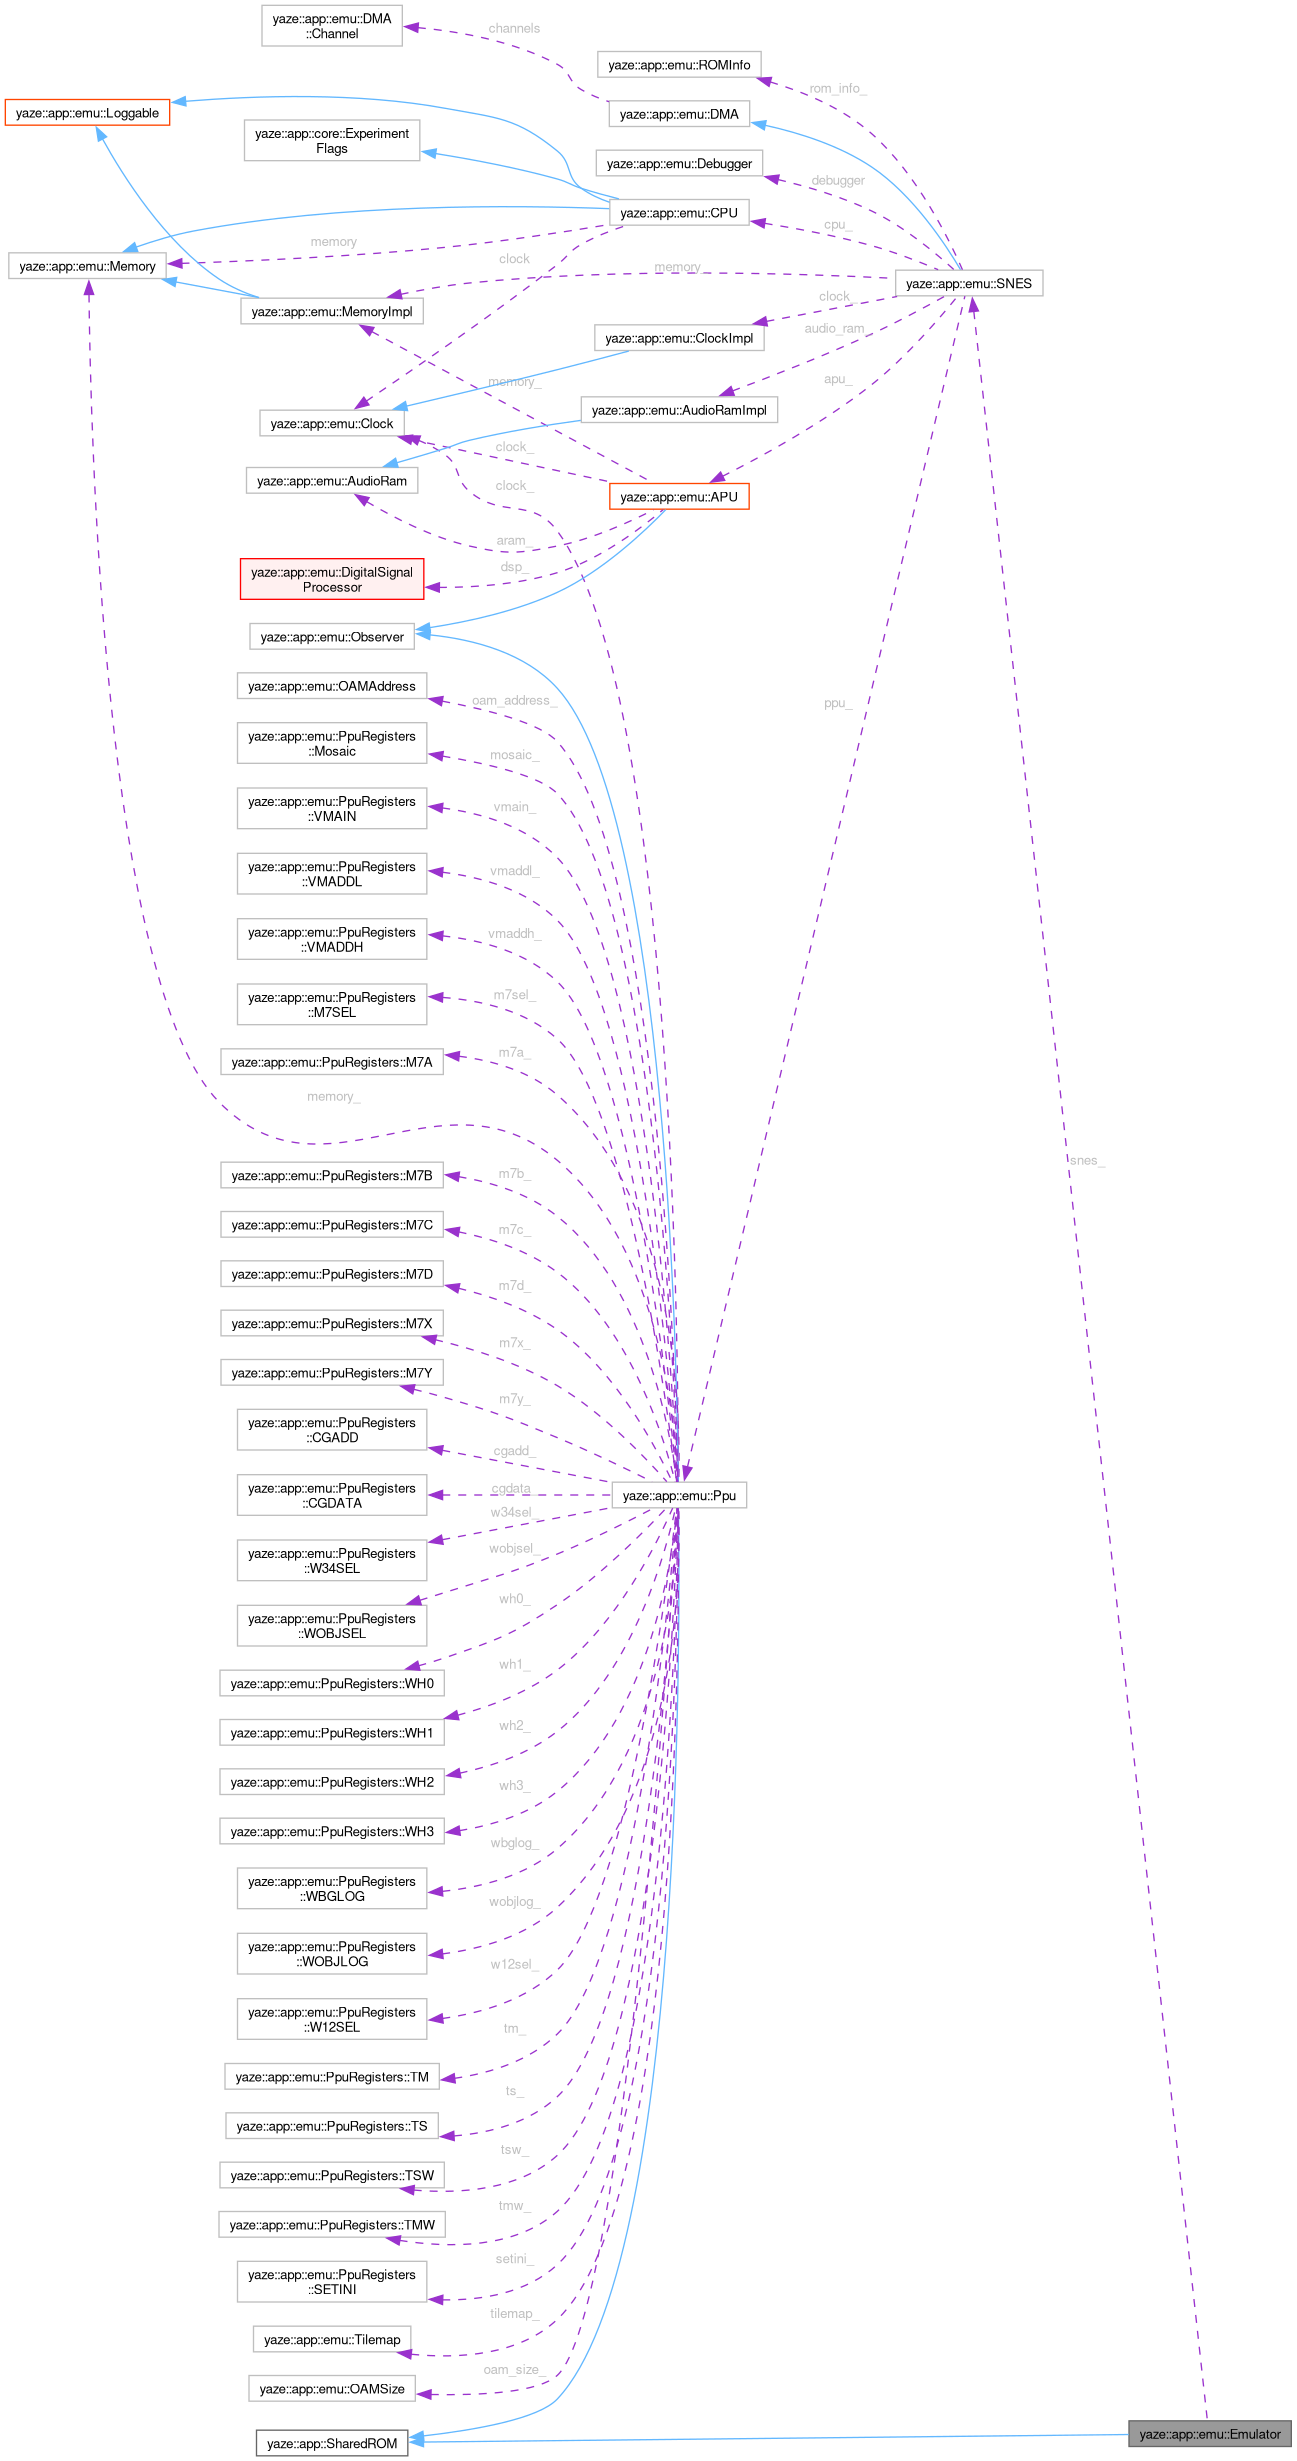 yaze::app::emu::DMA
::Channel
channels
yaze::app::emu::ROMInfo
rom_info_
yaze::app::emu::Loggable
yaze::app::emu::DMA
yaze::app::core::Experiment
Flags
yaze::app::emu::Debugger
debugger
yaze::app::emu::CPU
cpu_
memory
yaze::app::emu::Memory
clock
memory_
yaze::app::emu::SNES
yaze::app::emu::MemoryImpl
clock_
yaze::app::emu::ClockImpl
audio_ram_
memory_
apu_
yaze::app::emu::AudioRamImpl
yaze::app::emu::Clock
clock_
yaze::app::emu::AudioRam
clock_
yaze::app::emu::APU
aram_
dsp_
yaze::app::emu::DigitalSignal
Processor
yaze::app::emu::Observer
yaze::app::emu::OAMAddress
oam_address_
ppu_
yaze::app::emu::PpuRegisters
::Mosaic
mosaic_
yaze::app::emu::PpuRegisters
::VMAIN
vmain_
yaze::app::emu::PpuRegisters
::VMADDL
vmaddl_
yaze::app::emu::PpuRegisters
::VMADDH
vmaddh_
yaze::app::emu::PpuRegisters
::M7SEL
m7sel_
yaze::app::emu::PpuRegisters::M7A
m7a_
memory_
snes_
yaze::app::emu::PpuRegisters::M7B
m7b_
yaze::app::emu::PpuRegisters::M7C
m7c_
yaze::app::emu::PpuRegisters::M7D
m7d_
yaze::app::emu::PpuRegisters::M7X
m7x_
yaze::app::emu::PpuRegisters::M7Y
m7y_
yaze::app::emu::PpuRegisters
::CGADD
cgadd_
yaze::app::emu::PpuRegisters
::CGDATA
cgdata_
yaze::app::emu::Ppu
w34sel_
yaze::app::emu::PpuRegisters
::W34SEL
wobjsel_
yaze::app::emu::PpuRegisters
::WOBJSEL
wh0_
yaze::app::emu::PpuRegisters::WH0
wh1_
yaze::app::emu::PpuRegisters::WH1
wh2_
yaze::app::emu::PpuRegisters::WH2
wh3_
yaze::app::emu::PpuRegisters::WH3
wbglog_
yaze::app::emu::PpuRegisters
::WBGLOG
wobjlog_
yaze::app::emu::PpuRegisters
::WOBJLOG
w12sel_
yaze::app::emu::PpuRegisters
::W12SEL
tm_
yaze::app::emu::PpuRegisters::TM
ts_
yaze::app::emu::PpuRegisters::TS
tsw_
yaze::app::emu::PpuRegisters::TSW
tmw_
yaze::app::emu::PpuRegisters::TMW
setini_
yaze::app::emu::PpuRegisters
::SETINI
tilemap_
yaze::app::emu::Tilemap
oam_size_
yaze::app::emu::OAMSize
yaze::app::SharedROM
yaze::app::emu::Emulator